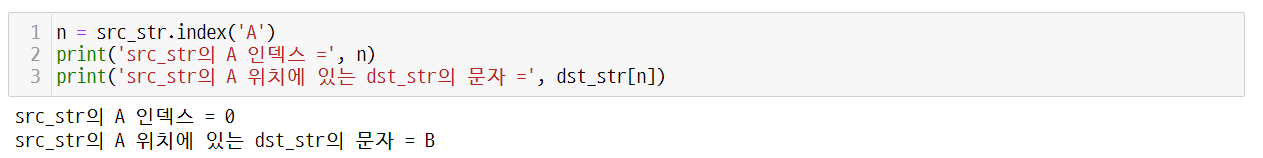 1 n = src_str.index('A')
2 print('src_str의 A 인덱스 =', n)
3 print('src_str의 A 위치에 있는 dst_str의 문자 =', dst_str[n])
src_str의 A 인덱스 = 0
src_str의 A 위치에 있는 dst_str의 문자 = B